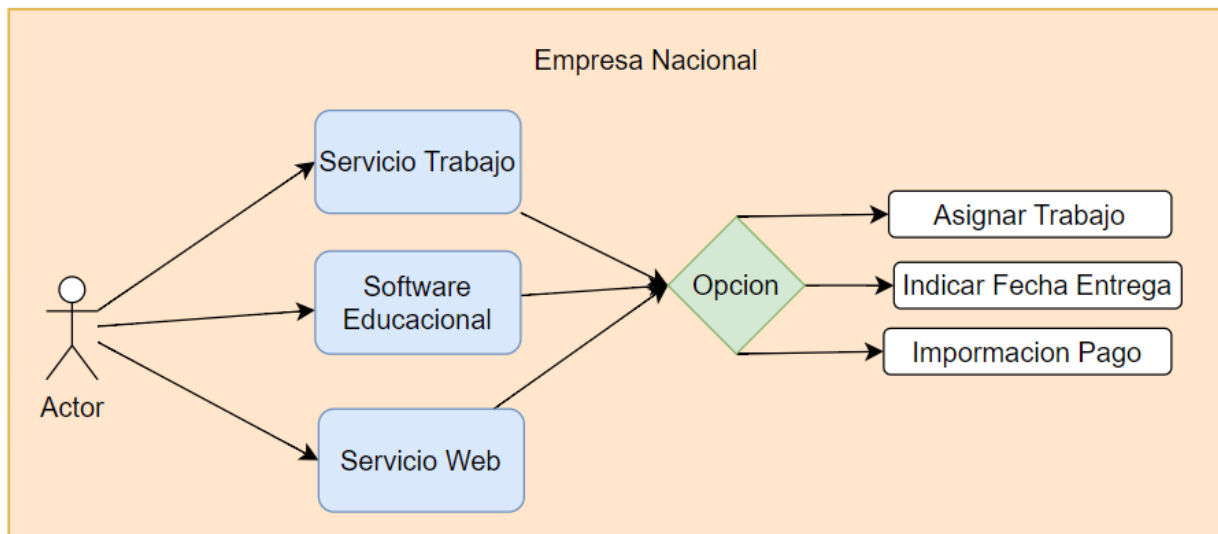 Empresa Nacional
Servicio Trabajo
Software
Educacional
Servicio Web
Actor
Opcion
Asignar Trabajo
Indicar Fecha Entrega
Impormacion Pago